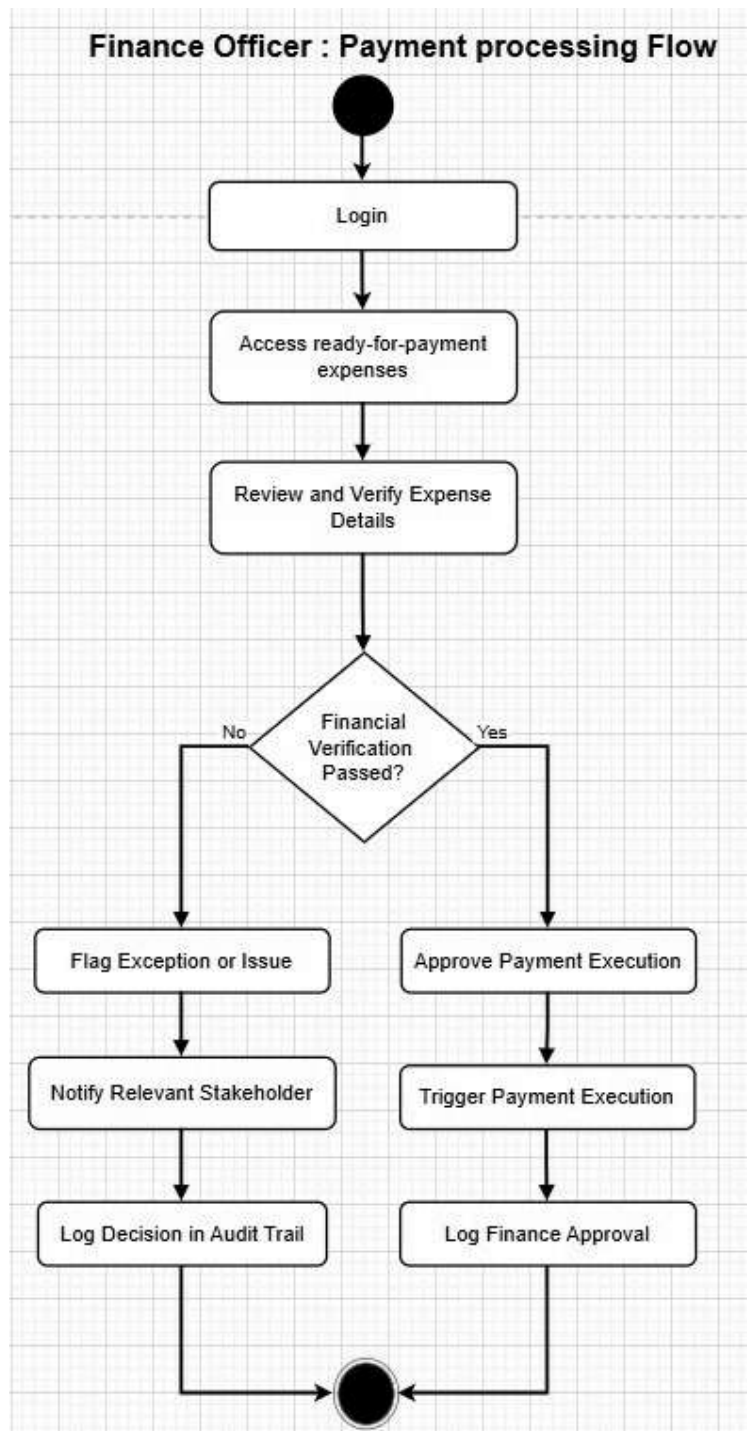 Finance Officer : Payment processing Flow
Login
Access ready-for-payment
expenses
Review and Verify Expense
Details
Financial
Verification
Passed?
No
Yes
Flag Exception or Issue
Approve Payment Execution
Notify Relevant Stakeholder
Trigger Payment Execution
Log Decision in Audit Trail
Log Finance Approval